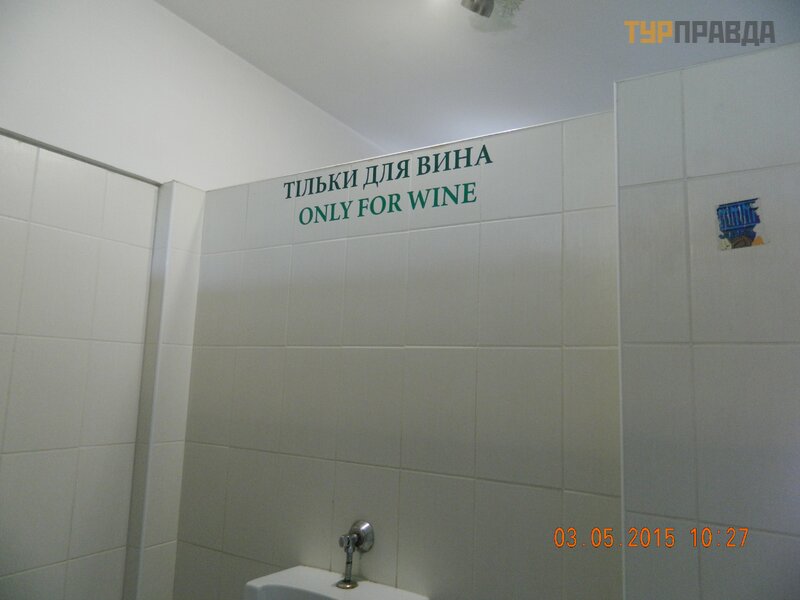 ТУРПРАВДА
ТІЛЬКИ ДЛЯ ВИНА
ONLY FOR WINE
03.05.2015 10:27